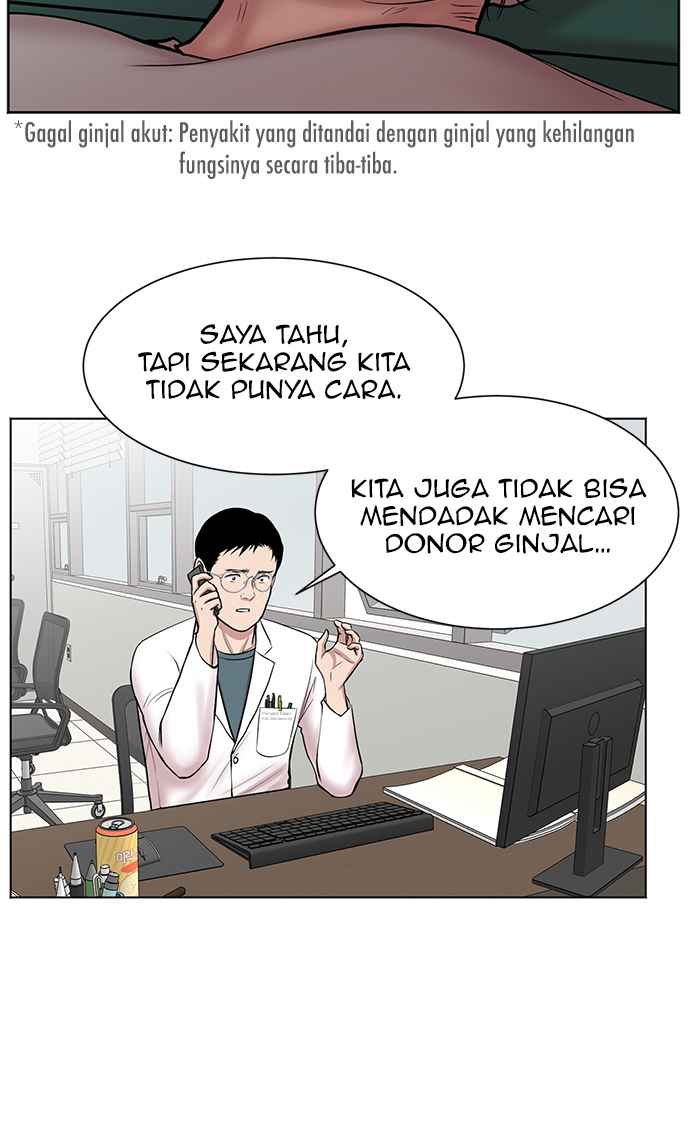 *Gagal ginjal akut: Penyakit yang ditandai dengan ginjal yang kehilangan
fungsinya secara tiba-tiba.
SAYA TAHU,
TAPI SEKARANG KITA
TIDAK PUNYA CARA.
KITA JUGA TIDAK BISA
MENDADAK MENCARI
DONOR GINJAL...